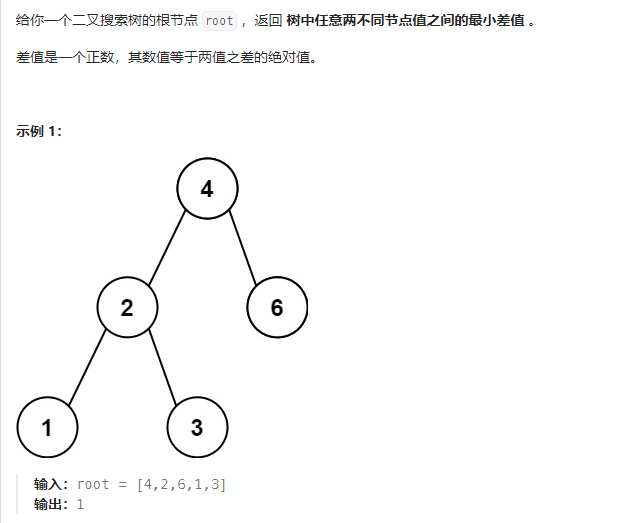 给你一个二叉搜索树的根节点 root ，返回 树中任意两不同节点值之间的最小差值 。
差值是一个正数，其数值等于两值之差的绝对值。
示例 1：
4
2
6
1
3
输入：root = [4,2,6,1,3]
输出：1